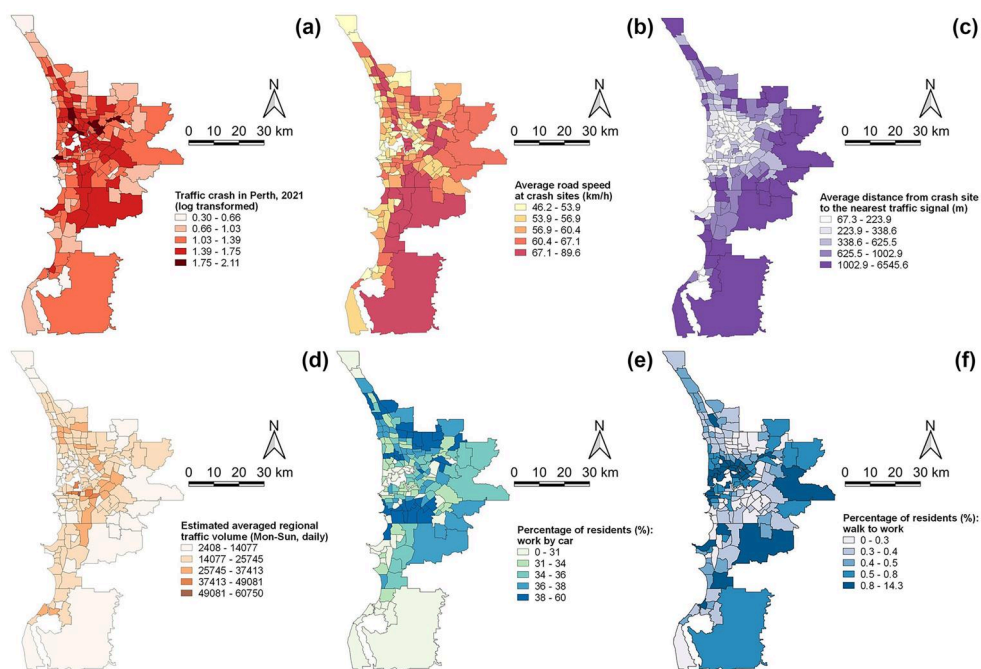 (a)
N
0 10 20 30 km
Traffic crash in Perth, 2021
(log transformed)
0.30 - 0.66
0.66 - 1.03
1.03 - 1.39
1.39 - 1.75
1.75 - 2.11
(b)
N
0 10 20 30 km
Average road speed
at crash sites (km/h)
46.2 - 53.9
53.9 - 56.9
56.9 - 60.4
60.4 - 67.1
67.1 - 89.6
(c)
N
0 10 20 30 km
Average distance from crash site
to the nearest traffic signal (m)
67.3 - 223.9
223.9 - 338.6
338.6 - 625.5
625.5 - 1002.9
1002.9 - 6545.6
(d)
N
0 10 20 30 km
Estimated averaged regional
traffic volume (Mon-Sun, daily)
2408 - 14077
14077 - 25745
25745 - 37413
37413 - 49081
49081 - 60750
(e)
N
0 10 20 30 km
Percentage of residents (%):
work by car
0 - 31
31 - 34
34 - 36
36 - 38
38 - 60
(f)
N
0 10 20 30 km
Percentage of residents (%):
walk to work
0 - 0.3
0.3 - 0.4
0.4 - 0.5
0.5 - 0.8
0.8 - 14.3